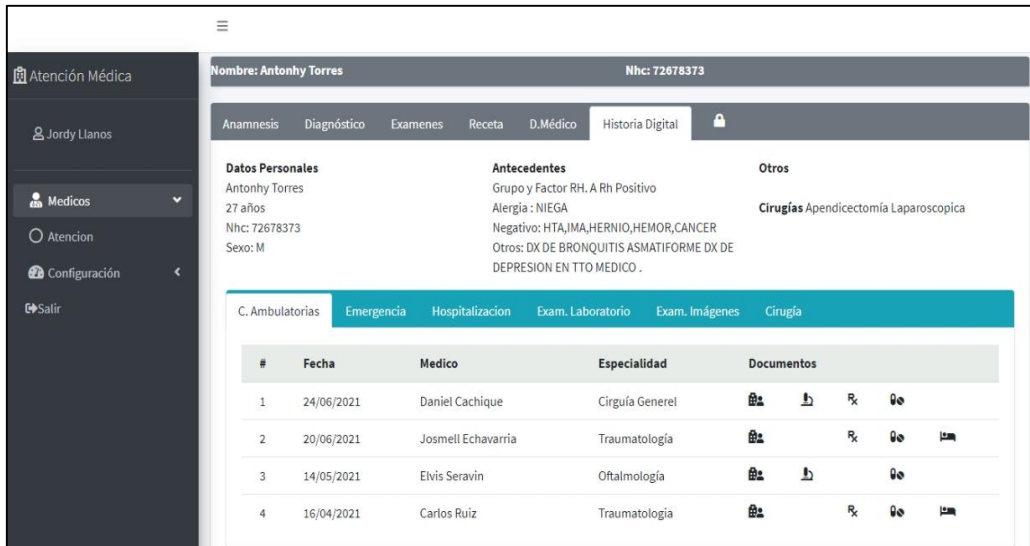 Atención Médica
Jordy Llanos
Medicos
Atencion
Configuración
Salir
Nombre: Antonhy Torres Nhc: 72678373
Anamnesis Diagnóstico Examenes Receta D.Médico Historia Digital
Datos Personales
Antonhy Torres
27 años
Nhc: 72678373
Sexo: M
Antecedentes
Grupo y Factor RH. A Rh Positivo
Alergia : NIEGA
Negativo: HTA,IMA,HERNIO,HEMOR,CANCER
Otros: DX DE BRONQUITIS ASMATIFORME DX DE
DEPRESION EN TTO MEDICO .
Otros
Cirugías Apendicectomía Laparoscopica
C. Ambulatorias Emergencia Hospitalizacion Exam. Laboratorio Exam. Imágenes Cirugía
# Fecha Medico Especialidad Documentos
1 24/06/2021 Daniel Cachique Cirguía Generel
2 20/06/2021 Josmell Echavarria Traumatología
3 14/05/2021 Elvis Seravin Oftalmología
4 16/04/2021 Carlos Ruiz Traumatologia